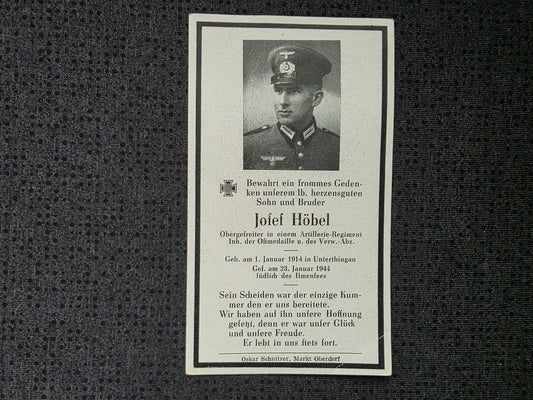 Bewahrt ein frommes Geden-
ken unſerem lb. herzensguten
Sohn und Bruder
Joſef Höbel
Obergefreiter in einem Artillerie-Regiment
Inh. der Oſtmedaille u. des Verw.-Abz.
Geb. am 1. Januar 1914 in Unterthingau
Gef. am 23. Januar 1944
ſüdlich des Ilmenſees
Sein Scheiden war der einzige Kum-
mer den er uns bereitete.
Wir haben auf ihn unſere Hoffnung
geſetzt, denn er war unſer Glück
und unſere Freude.
Er lebt in uns ſtets fort.
Oskar Schnitzer, Markt Oberdorf